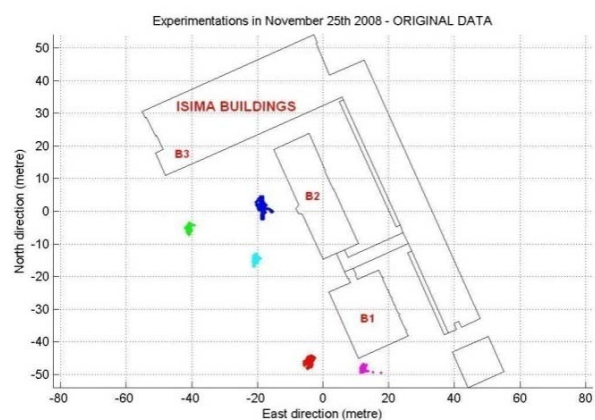 Experimentations in November 25th 2008 - ORIGINAL DATA
North direction (metre)
50
40
30
20
10
0
-10
-20
-30
-40
-50
ISIMA BUILDINGS
B3
B2
B1
-80
-60
-40
-20
0
20
40
60
80
East direction (metre)